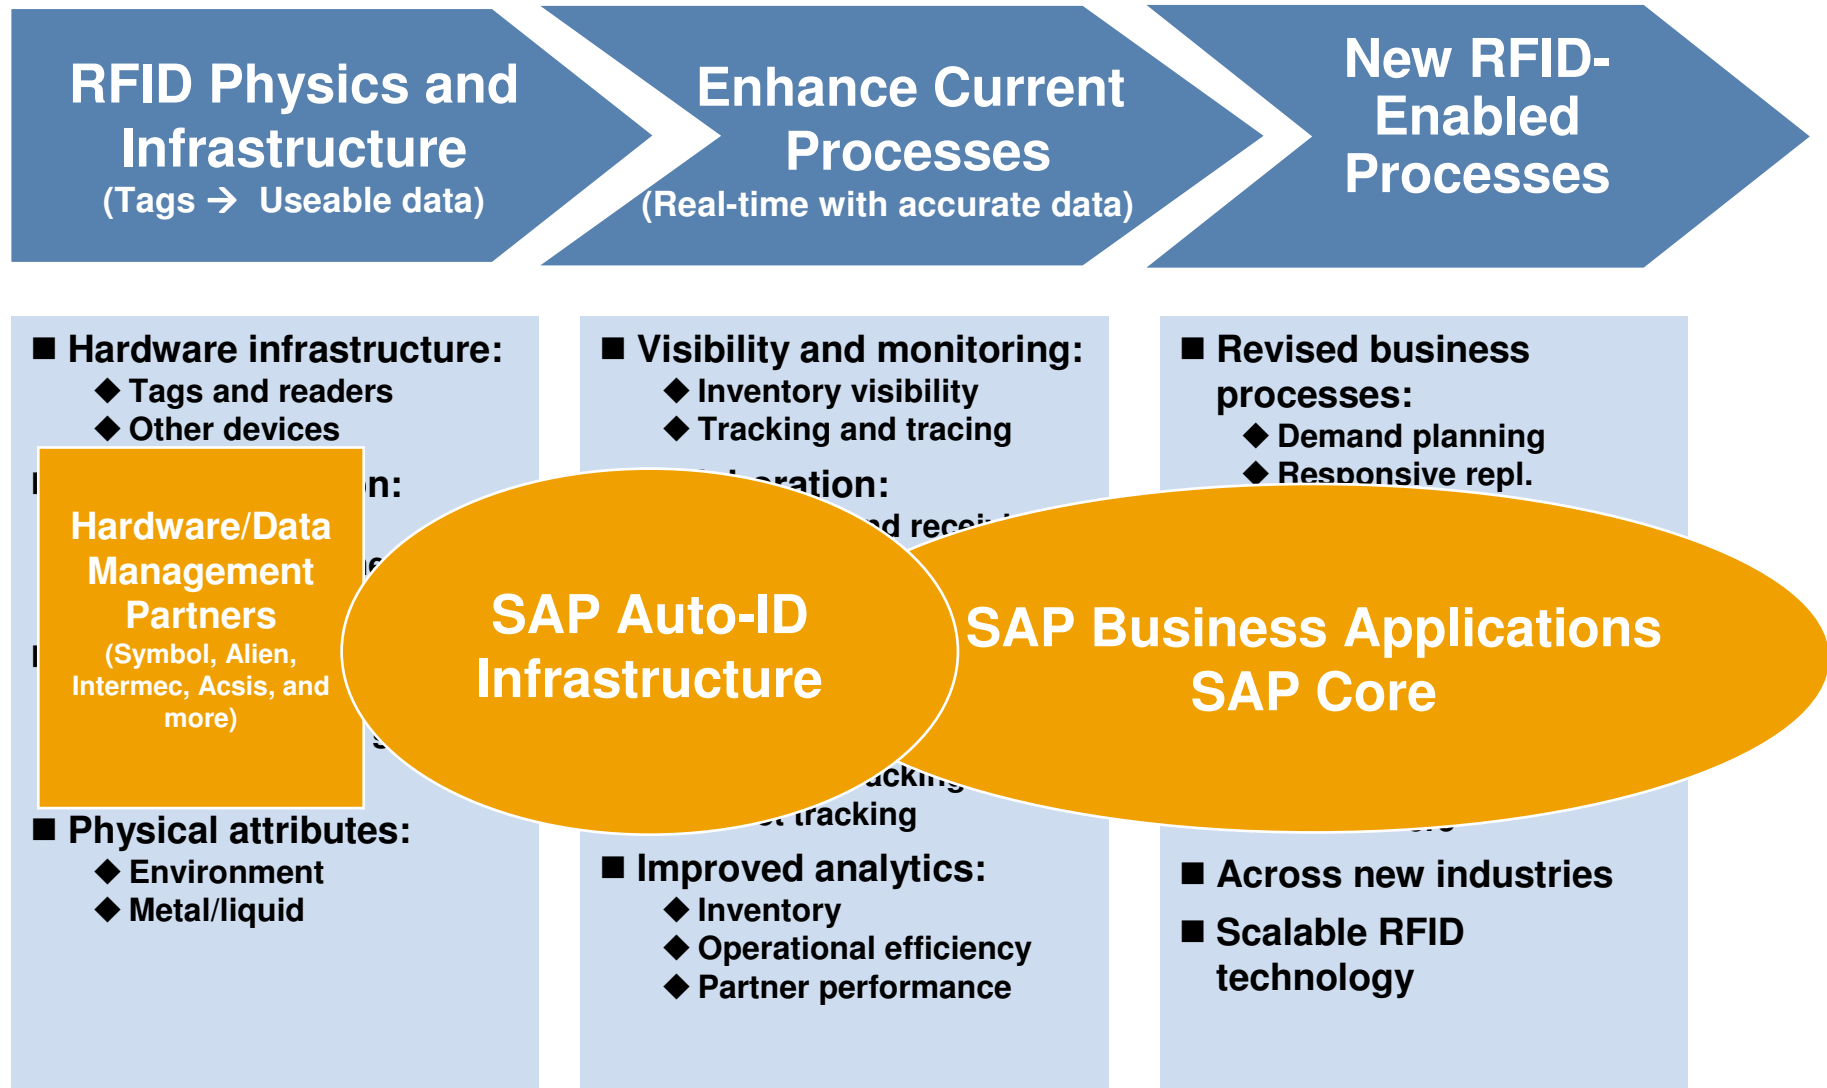 RFID Physics and
Infrastructure
(Tags → Useable data)
Enhance Current
Processes
(Real-time with accurate data)
New RFID-
Enabled
Processes
■ Hardware infrastructure:
◆ Tags and readers
◆ Other devices
■ Physical attributes:
◆ Environment
◆ Metal/liquid
Hardware/Data
Management
Partners
(Symbol, Alien,
Intermec, Acsis, and
more)
■ Visibility and monitoring:
◆ Inventory visibility
◆ Tracking and tracing
tracking
■ Improved analytics:
◆ Inventory
◆ Operational efficiency
◆ Partner performance
SAP Auto-ID
Infrastructure
■ Revised business
processes:
◆ Demand planning
◆ Responsive repl.
■ Across new industries
■ Scalable RFID
technology
SAP Business Applications
SAP Core